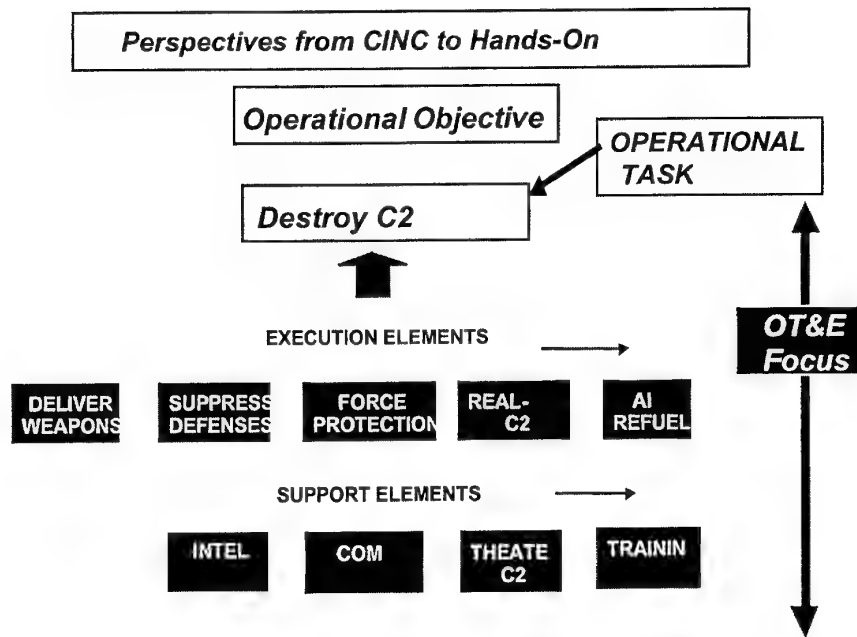 Perspectives from CINC to Hands-On
Operational Objective
OPERATIONAL
TASK
Destroy C2
EXECUTION ELEMENTS
OT&E
Focus
DELIVER
WEAPONS
SUPPRESS
DEFENSES
FORCE
PROTECTION
REAL-
C2
AI
REFUEL
SUPPORT ELEMENTS
INTEL
COM
THEATE
C2
TRAININ